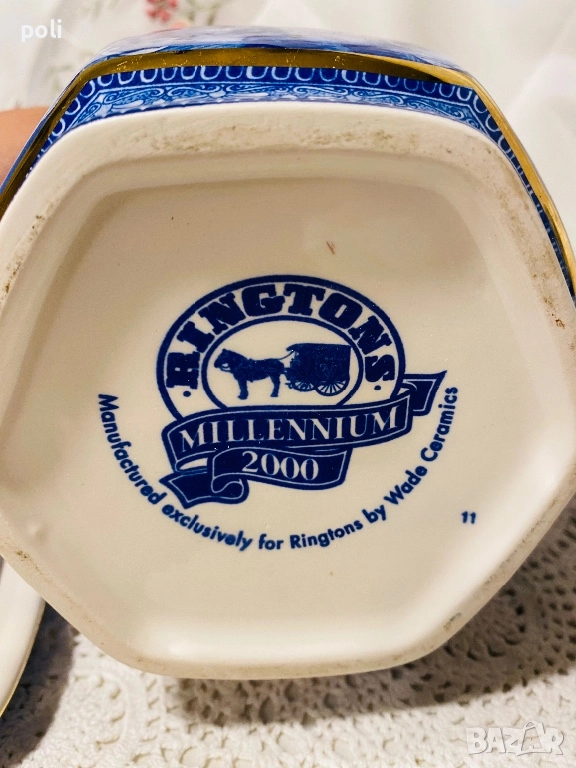 poli
RINGTONS
MILLENNIUM
2000
Manufactured exclusively for Ringtons by Wade Ceramics
11
BAZAR